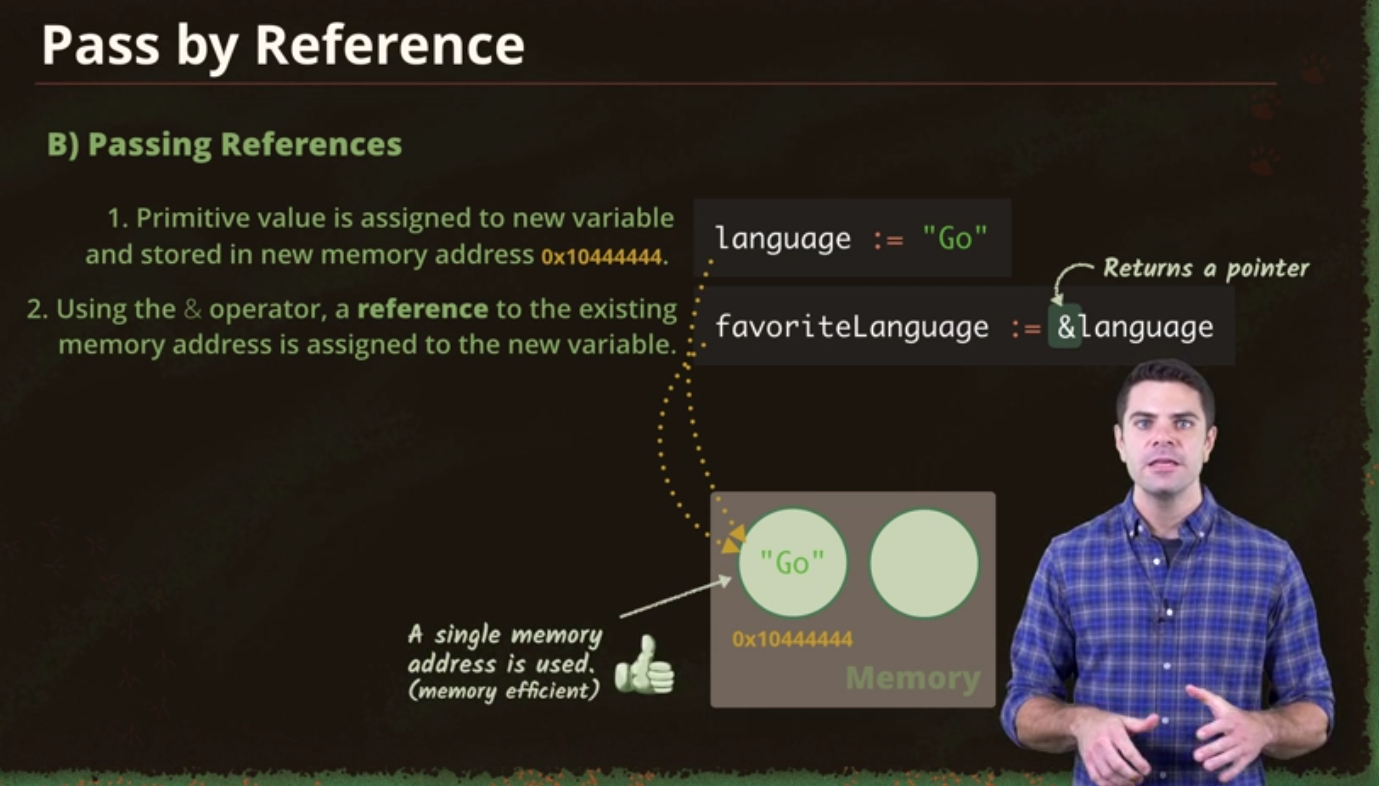 Pass by Reference
B) Passing References
1. Primitive value is assigned to new variable
and stored in new memory address 0x10444444.
language := "Go"
Returns a pointer
2. Using the & operator, a reference to the existing
memory address is assigned to the new variable.
favoriteLanguage := &language
"Go"
0x10444444
Memory
A single memory
address is used.
(memory efficient)